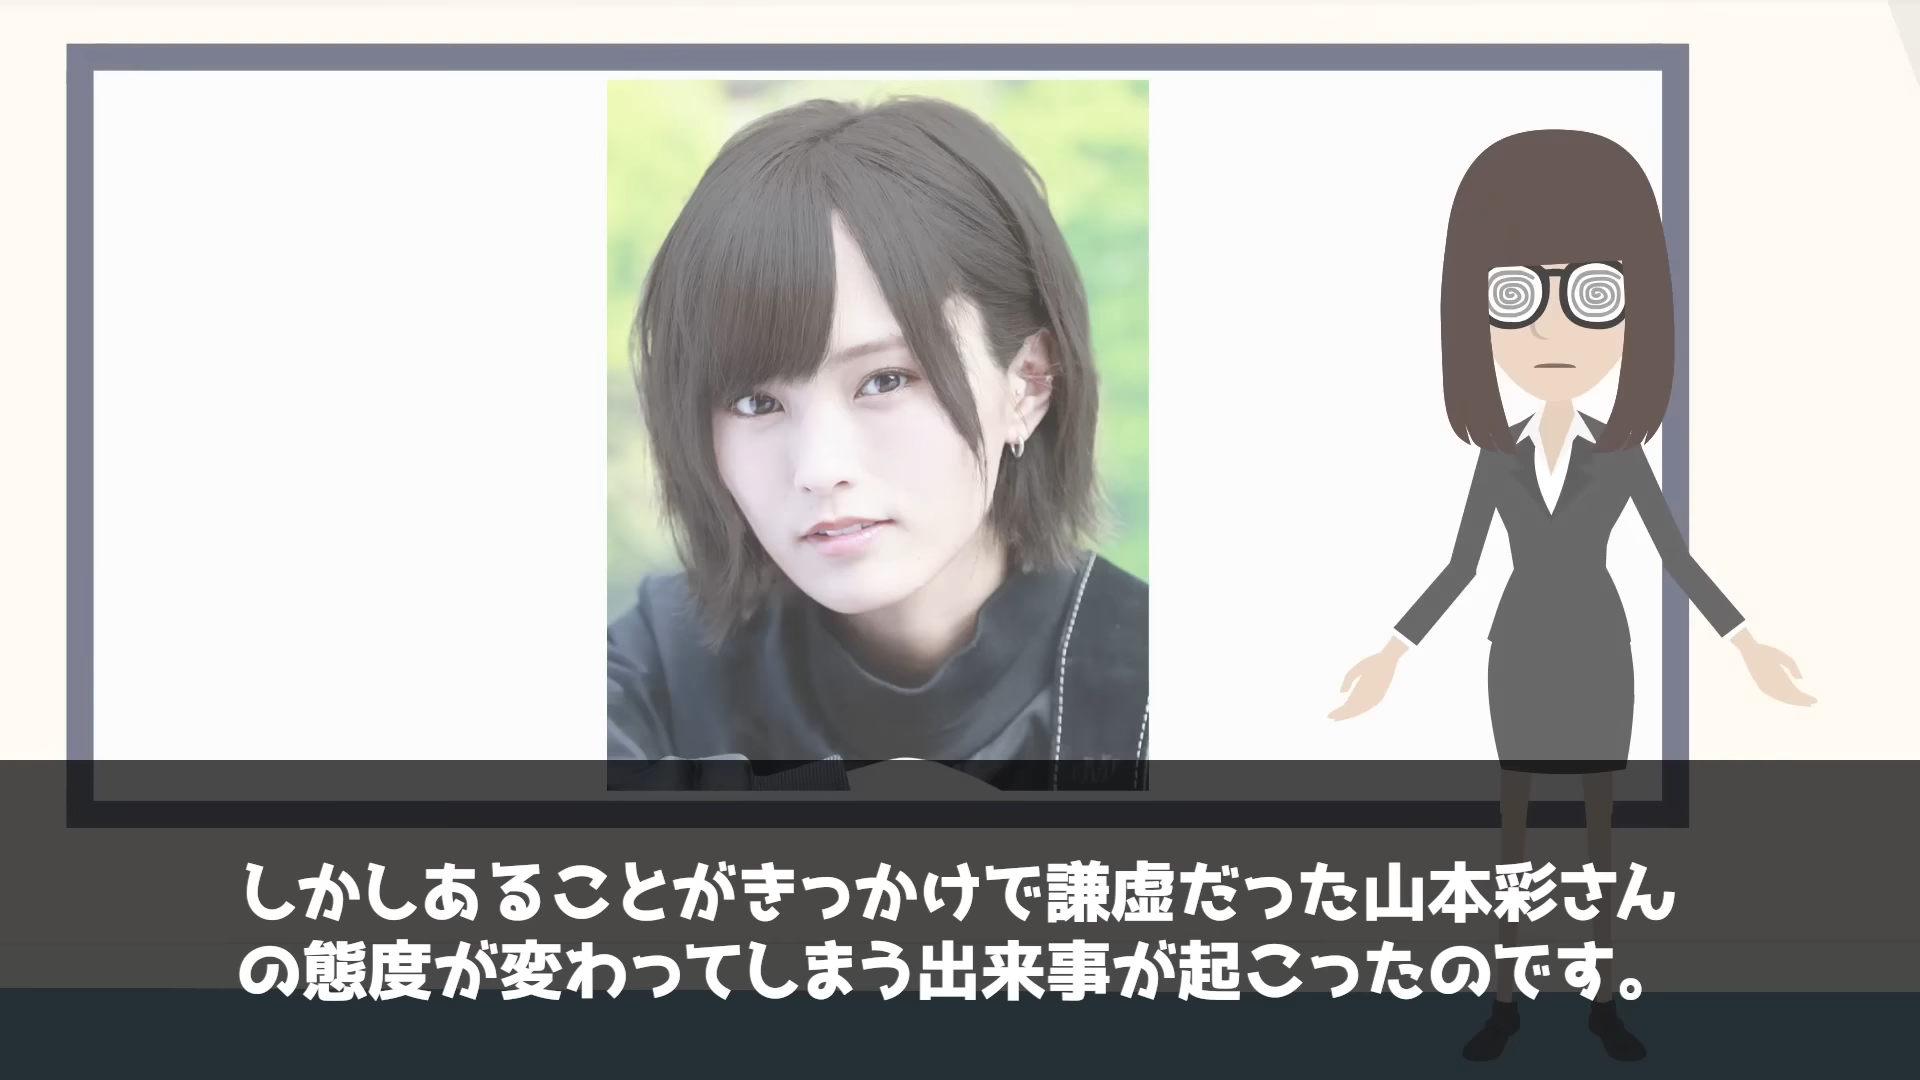 しかしあることがきっかけで謙虚だった山本彩さん
の態度が変わってしまう出来事が起こったのです。